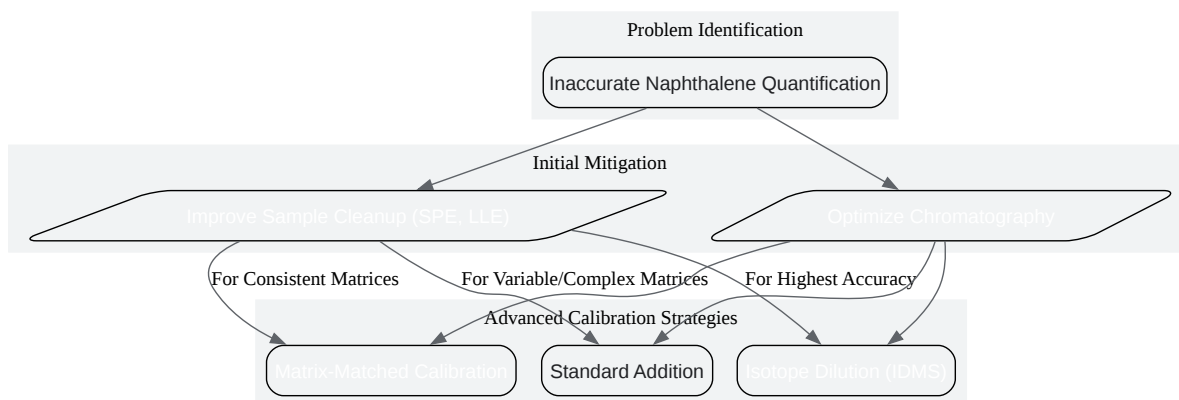 Problem Identification
Inaccurate Naphthalene Quantification
Initial Mitigation
Improve Sample Cleanup (SPE, LLE)
Optimize Chromatography
For Consistent Matrices
For Variable/Complex Matrices
For Highest Accuracy
Advanced Calibration Strategies
Matrix-Matched Calibration
Standard Addition
Isotope Dilution (IDMS)